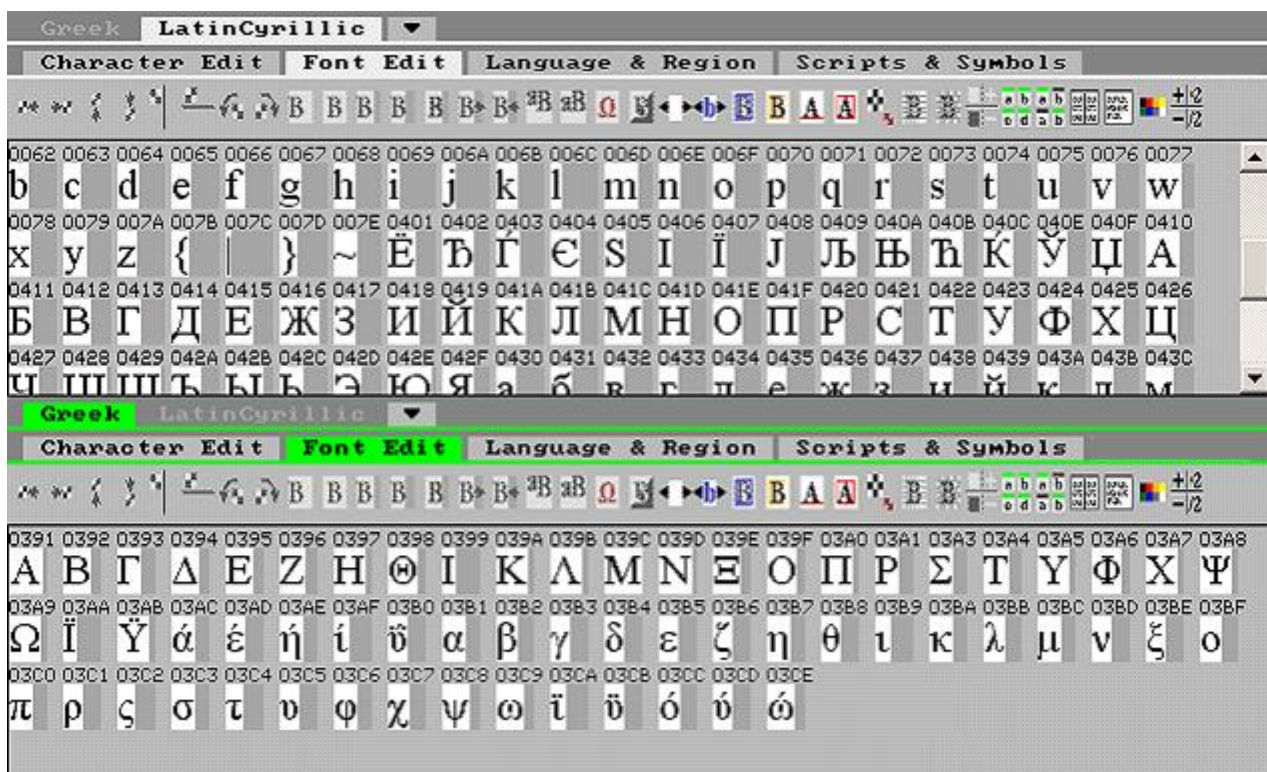 Greek LatinCyrillic
Character Edit Font Edit Language & Region Scripts & Symbols
0062 0063 0064 0065 0066 0067 0068 0069 006A 006B 006C 006D 006E 006F 0070 0071 0072 0073 0074 0075 0076 0077
b c d e f g h i j k l m n o p q r s t u v w
0078 0079 007A 007B 007C 007D 007E 0401 0402 0403 0404 0405 0406 0407 0408 0409 040A 040B 040C 040E 040F 0410
x y z { | } ~ Ё Ђ Ѓ Є Ѕ І Ї Ј Љ Њ Ћ Ќ Ў Џ А
0411 0412 0413 0414 0415 0416 0417 0418 0419 041A 041B 041C 041D 041E 041F 0420 0421 0422 0423 0424 0425 0426
Б В Г Д Е Ж З И Й К Л М Н О П Р С Т У Ф Х Ц
0427 0428 0429 042A 042B 042C 042D 042E 042F 0430 0431 0432 0433 0434 0435 0436 0437 0438 0439 043A 043B 043C
Ч Ш Щ Ъ Ы Ь Э Ю Я а б в г д е ж з и й к л м
Greek LatinCyrillic
Character Edit Font Edit Language & Region Scripts & Symbols
0391 0392 0393 0394 0395 0396 0397 0398 0399 039A 039B 039C 039D 039E 039F 03A0 03A1 03A3 03A4 03A5 03A6 03A7 03A8
Α Β Γ Δ Ε Ζ Η Θ Ι Κ Λ Μ Ν Ξ Ο Π Ρ Σ Τ Υ Φ Χ Ψ
03A9 03AA 03AB 03AC 03AD 03AE 03AF 03B0 03B1 03B2 03B3 03B4 03B5 03B6 03B7 03B8 03B9 03BA 03BB 03BC 03BD 03BE 03BF
Ω Ϊ Ϋ ά έ ή ί ΰ α β γ δ ε ζ η θ ι κ λ μ ν ξ ο
03C0 03C1 03C2 03C3 03C4 03C5 03C6 03C7 03C8 03C9 03CA 03CB 03CC 03CD 03CE
π ρ ς σ τ υ φ χ ψ ω ϊ ϋ ό ύ ώ